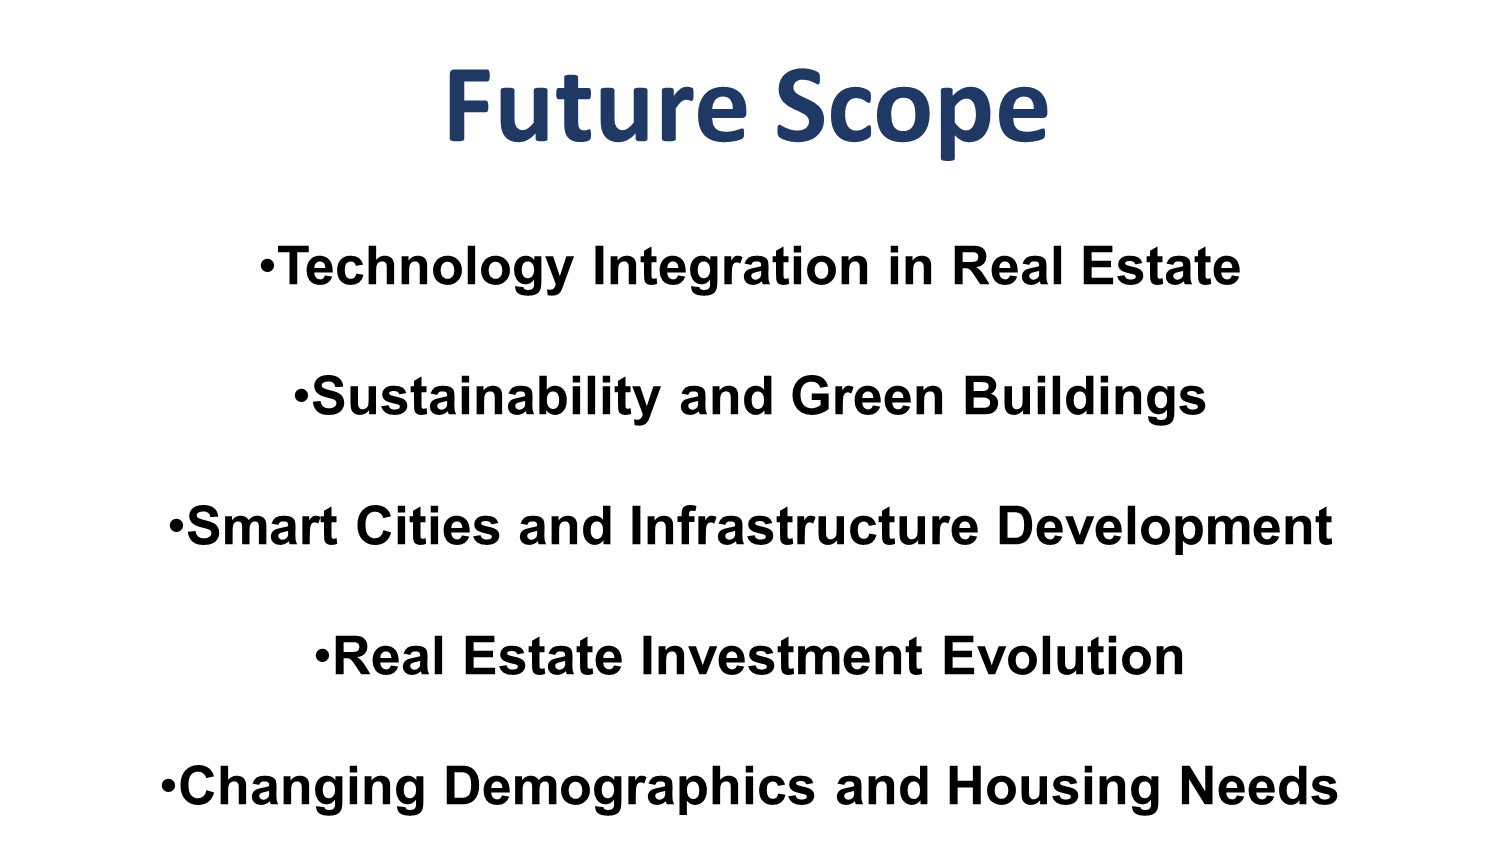 Future Scope
•Technology Integration in Real Estate
•Sustainability and Green Buildings
•Smart Cities and Infrastructure Development
•Real Estate Investment Evolution
•Changing Demographics and Housing Needs